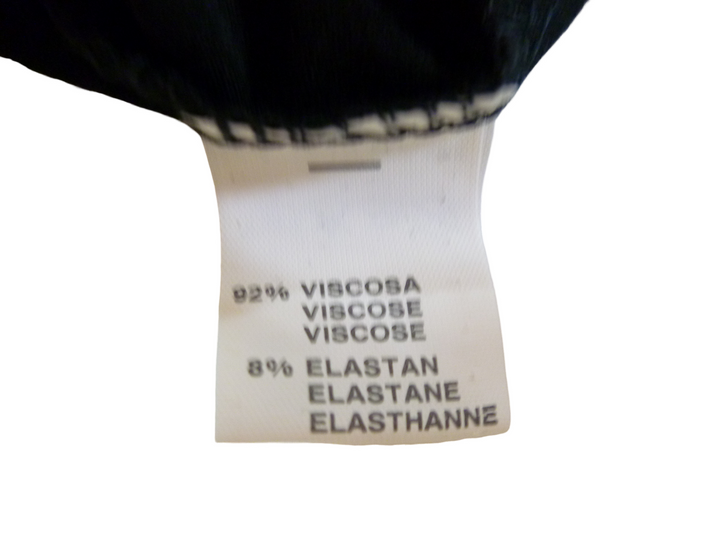 92% VISCOSA
VISCOSE
VISCOSE
8% ELASTAN
ELASTANE
ELASTHANNE